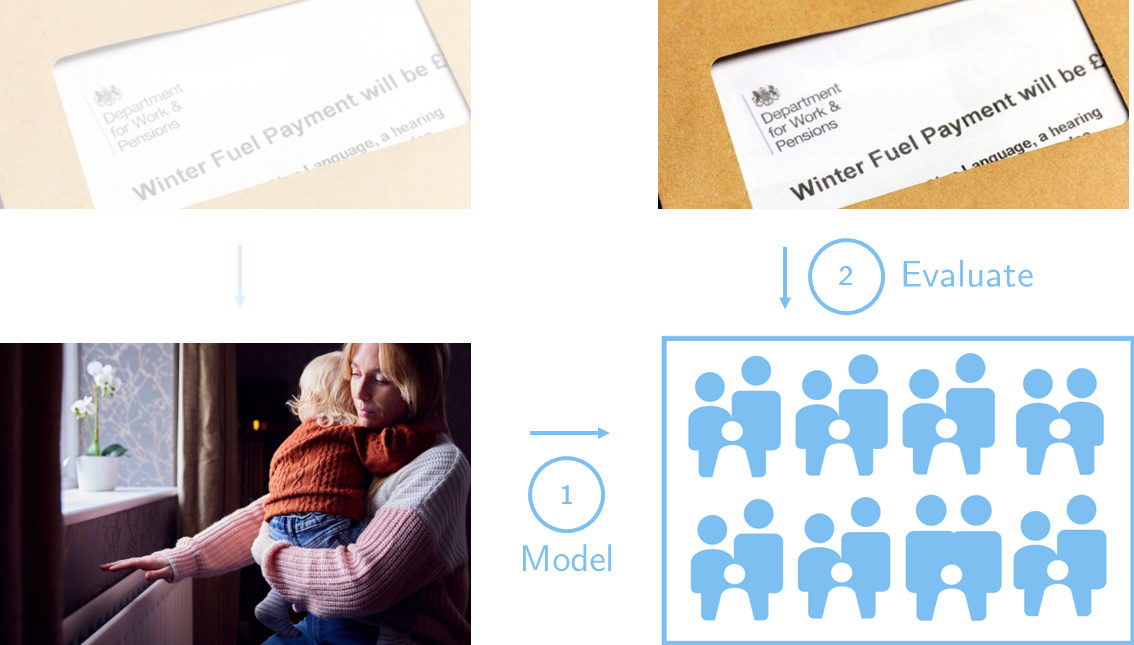 Department
for Work &
Pensions
Winter Fuel Payment will be £
Language, a hearing
Department
for Work &
Pensions
Winter Fuel Payment will be £
Language, a hearing
2 Evaluate
1
Model